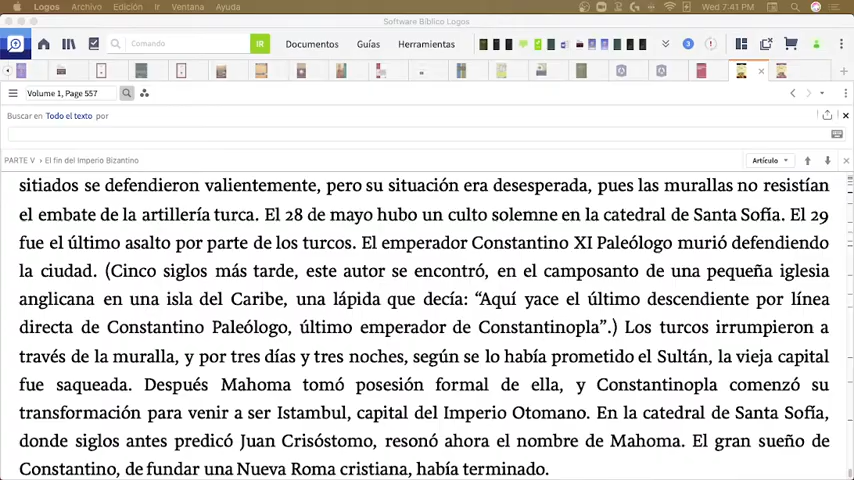 Logos Archivo Edición Ir Ventana Ayuda Wed 7:41 PM
Software Bíblico Logos
Comando IR Documentos Guías Herramientas 3
Volume 1, Page 557
Buscar en Todo el texto por
PARTE V › El fin del Imperio Bizantino Artículo
sitiados se defendieron valientemente, pero su situación era desesperada, pues las murallas no resistían
el embate de la artillería turca. El 28 de mayo hubo un culto solemne en la catedral de Santa Sofía. El 29
fue el último asalto por parte de los turcos. El emperador Constantino XI Paleólogo murió defendiendo
la ciudad. (Cinco siglos más tarde, este autor se encontró, en el camposanto de una pequeña iglesia
anglicana en una isla del Caribe, una lápida que decía: “Aquí yace el último descendiente por línea
directa de Constantino Paleólogo, último emperador de Constantinopla”.) Los turcos irrumpieron a
través de la muralla, y por tres días y tres noches, según se lo había prometido el Sultán, la vieja capital
fue saqueada. Después Mahoma tomó posesión formal de ella, y Constantinopla comenzó su
transformación para venir a ser Istambul, capital del Imperio Otomano. En la catedral de Santa Sofía,
donde siglos antes predicó Juan Crisóstomo, resonó ahora el nombre de Mahoma. El gran sueño de
Constantino, de fundar una Nueva Roma cristiana, había terminado.